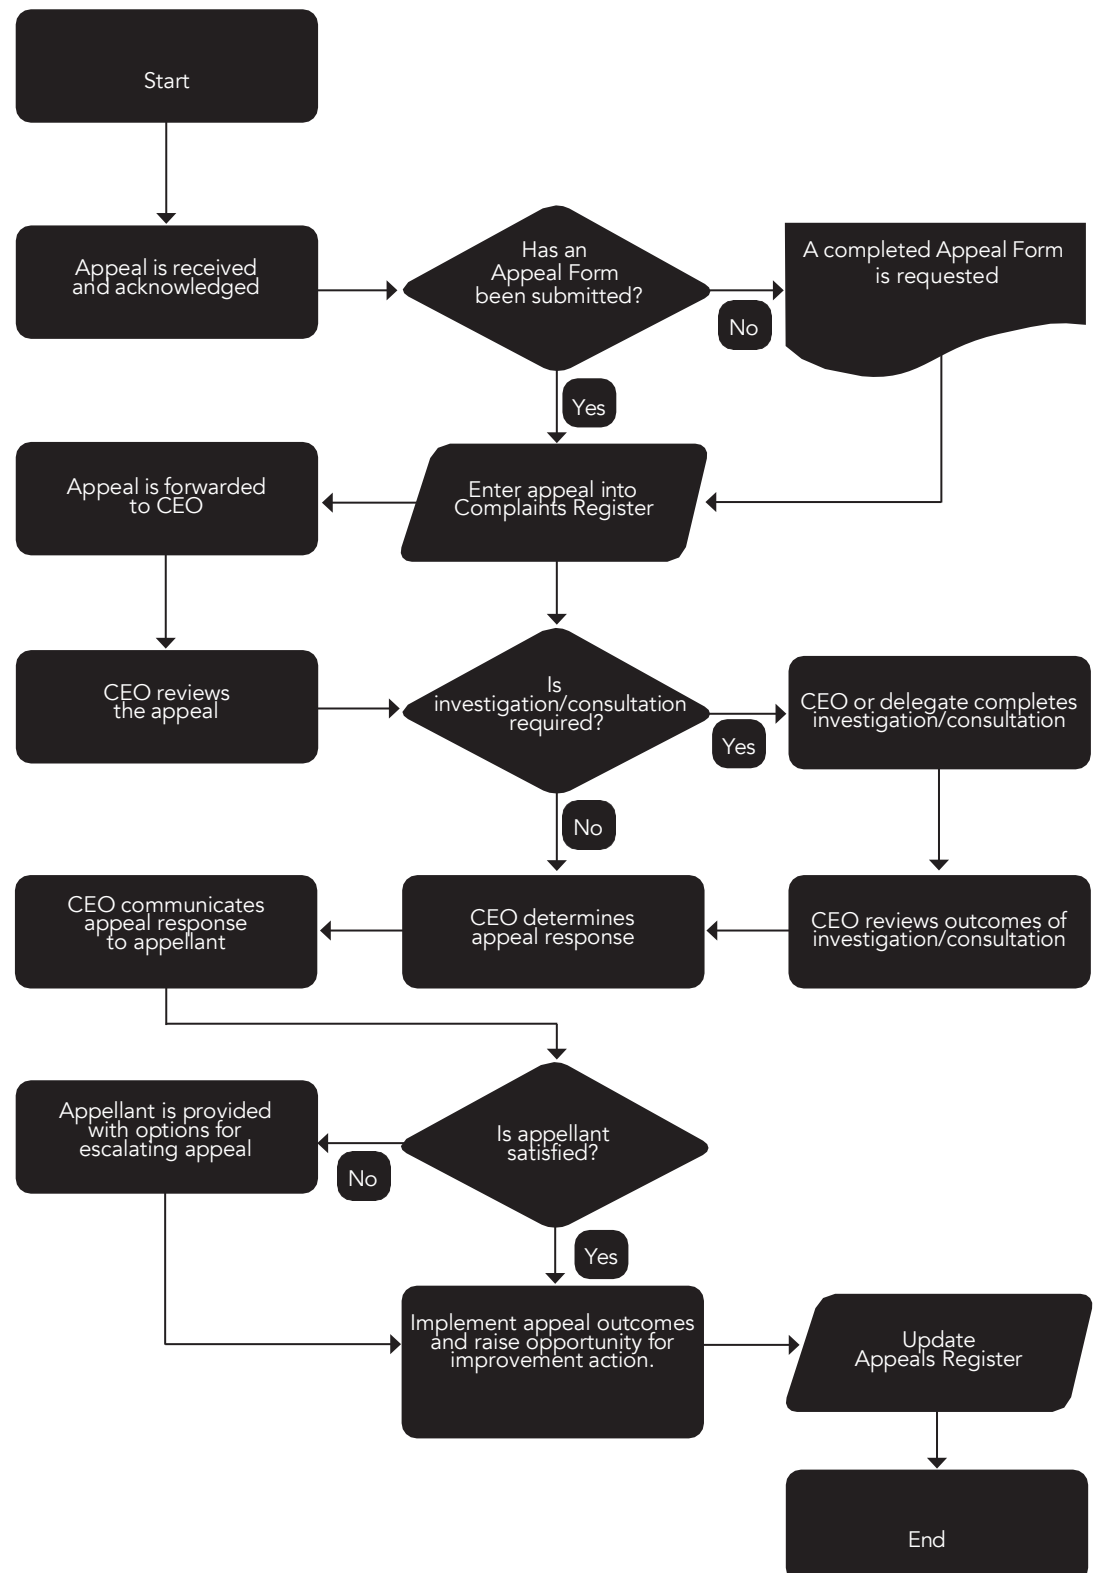 Start
Appeal is received
and acknowledged
Has an
Appeal Form
been submitted?
No
A completed Appeal Form
is requested
Yes
Appeal is forwarded
to CEO
Enter appeal into
Complaints Register
CEO reviews
the appeal
Is
investigation/consultation
required?
Yes
CEO or delegate completes
investigation/consultation
No
CEO communicates
appeal response
to appellant
CEO determines
appeal response
CEO reviews outcomes of
investigation/consultation
Appellant is provided
with options for
escalating appeal
No
Is appellant
satisfied?
Yes
Implement appeal outcomes
and raise opportunity for
improvement action.
Update
Appeals Register
End